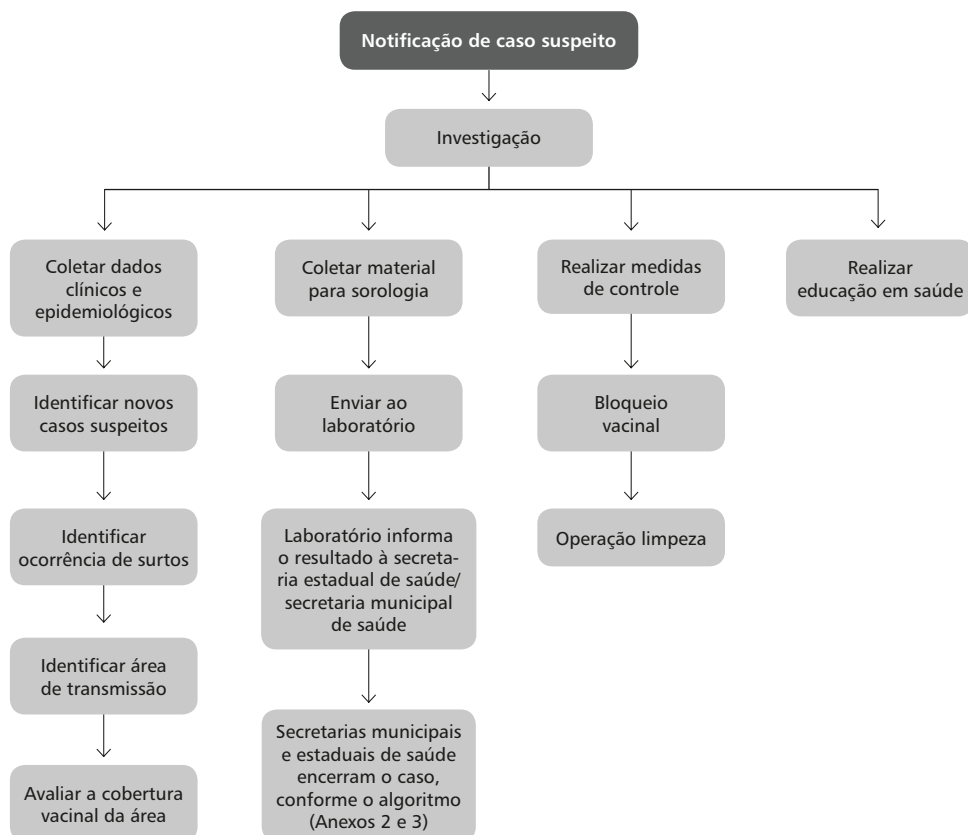 Notificação de caso suspeito
Investigação
Coletar dados
clínicos e
epidemiológicos
Identificar novos
casos suspeitos
Identificar
ocorrência de surtos
Identificar área
de transmissão
Avaliar a cobertura
vacinal da área
Coletar material
para sorologia
Enviar ao
laboratório
Laboratório informa
o resultado à secreta-
ria estadual de saúde/
secretaria municipal
de saúde
Secretarias municipais
e estaduais de saúde
encerram o caso,
conforme o algoritmo
(Anexos 2 e 3)
Realizar medidas
de controle
Bloqueio
vacinal
Operação limpeza
Realizar
educação em saúde